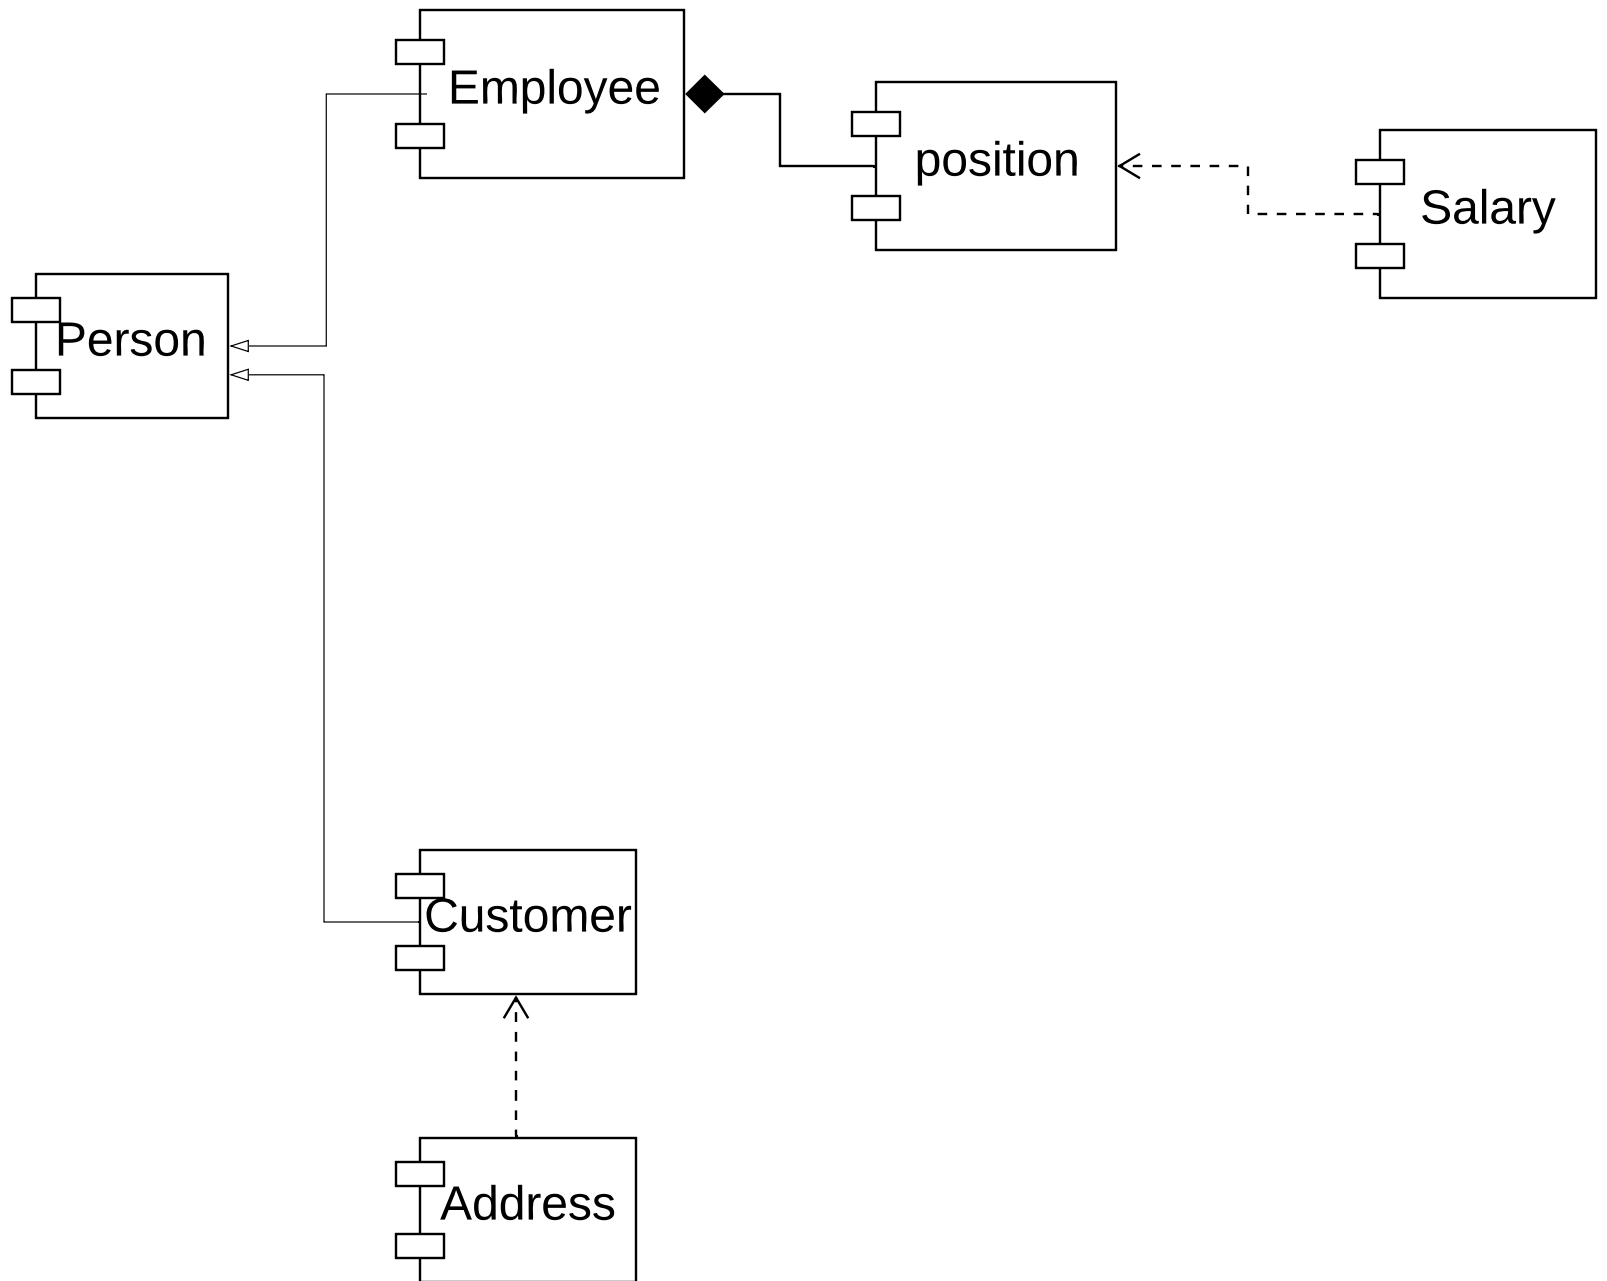 Employee
position
Salary
Person
Customer
Address